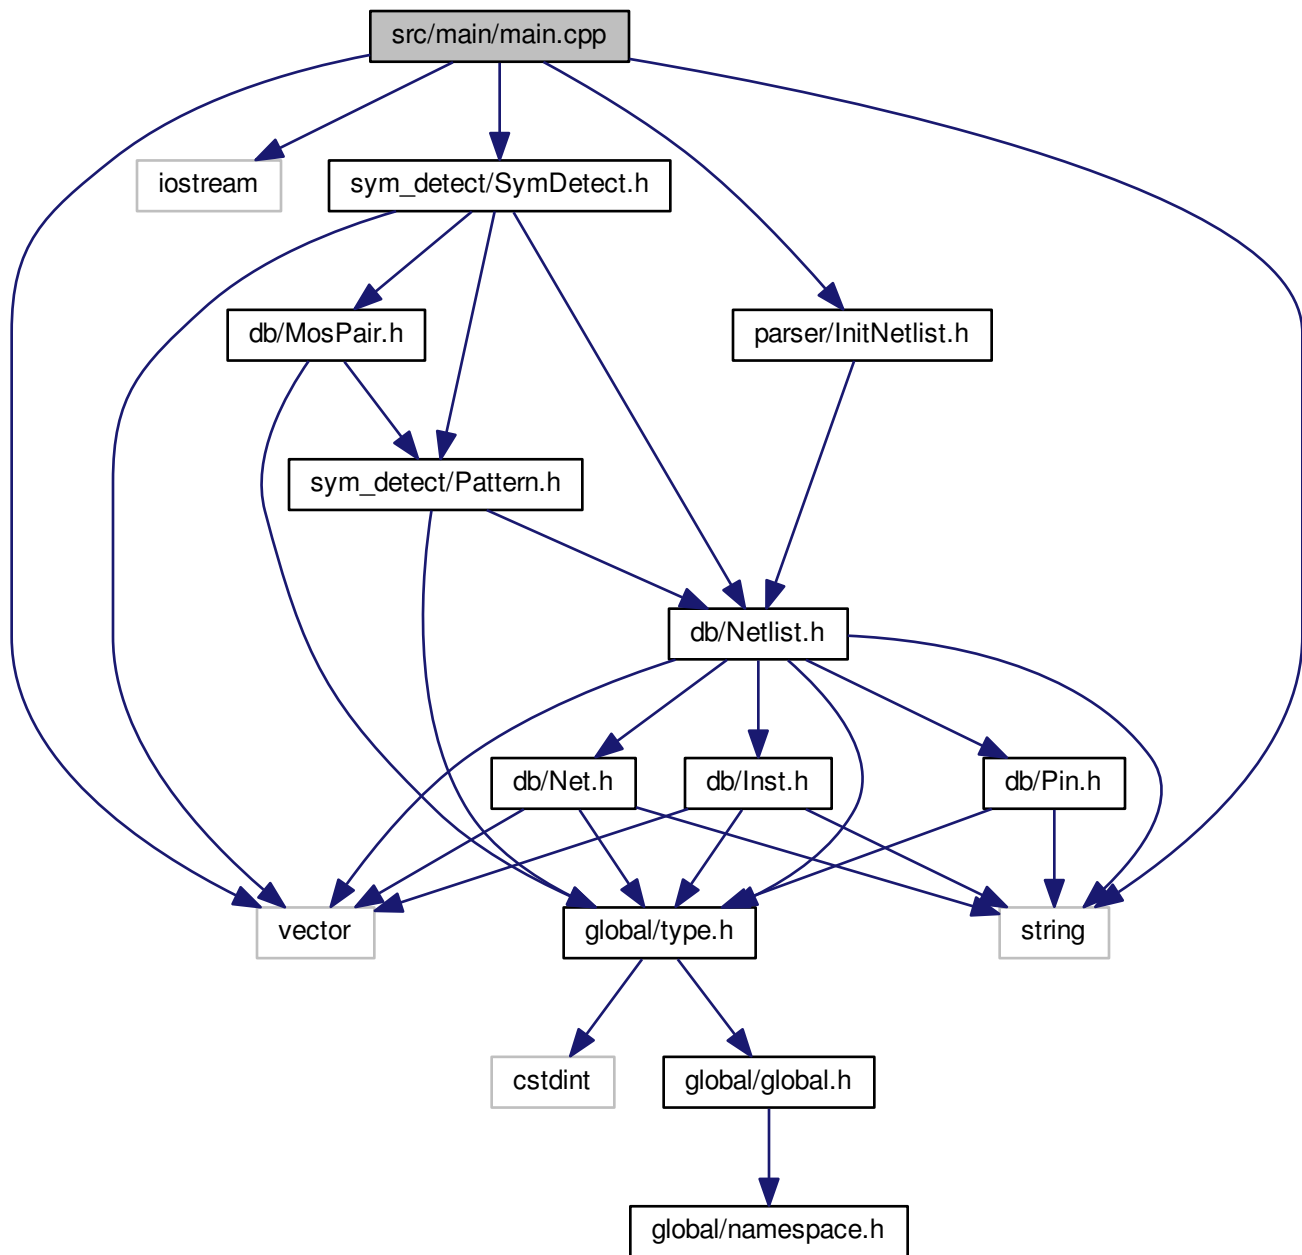 src/main/main.cpp
iostream
sym_detect/SymDetect.h
db/MosPair.h
parser/InitNetlist.h
sym_detect/Pattern.h
db/Netlist.h
db/Net.h
db/Inst.h
db/Pin.h
vector
global/type.h
string
cstdint
global/global.h
global/namespace.h